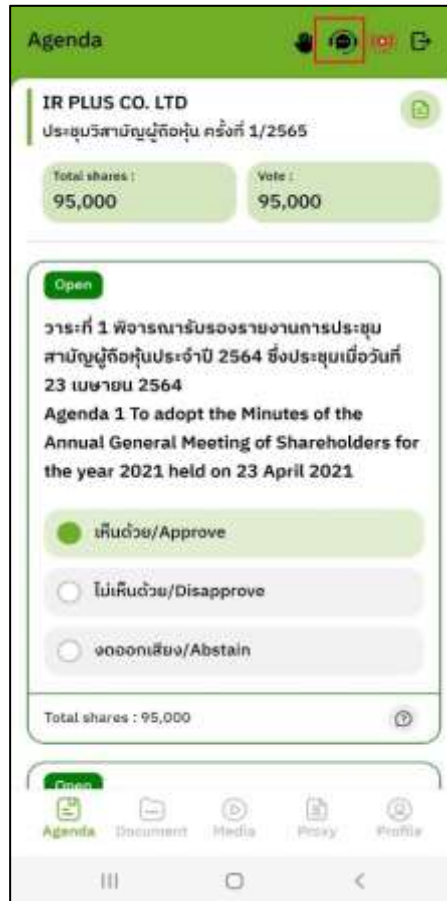 Agenda
IR PLUS CO. LTD
ประชุมวิสามัญผู้ถือหุ้น ครั้งที่ 1/2565
Total shares :
95,000
Vote :
95,000
Open
วาระที่ 1 พิจารณารับรองรายงานการประชุม
สามัญผู้ถือหุ้นประจำปี 2564 ซึ่งประชุมเมื่อวันที่
23 เมษายน 2564
Agenda 1 To adopt the Minutes of the
Annual General Meeting of Shareholders for
the year 2021 held on 23 April 2021
เห็นด้วย/Approve
ไม่เห็นด้วย/Disapprove
งดออกเสียง/Abstain
Total shares : 95,000
Open
Agenda Document Media Proxy Profile